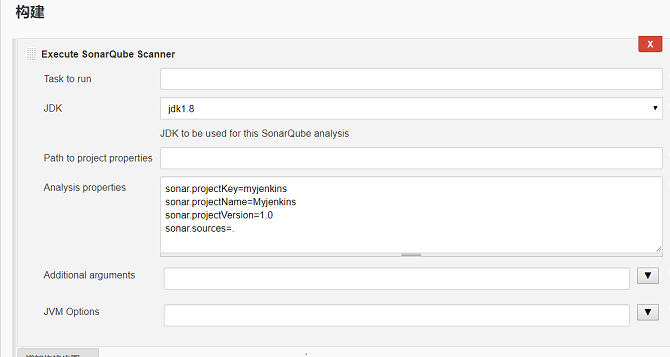 构建
Execute SonarQube Scanner
X
Task to run
JDK
jdk1.8
JDK to be used for this SonarQube analysis
Path to project properties
Analysis properties
sonar.projectKey=myjenkins
sonar.projectName=Myjenkins
sonar.projectVersion=1.0
sonar.sources=.
Additional arguments
JVM Options